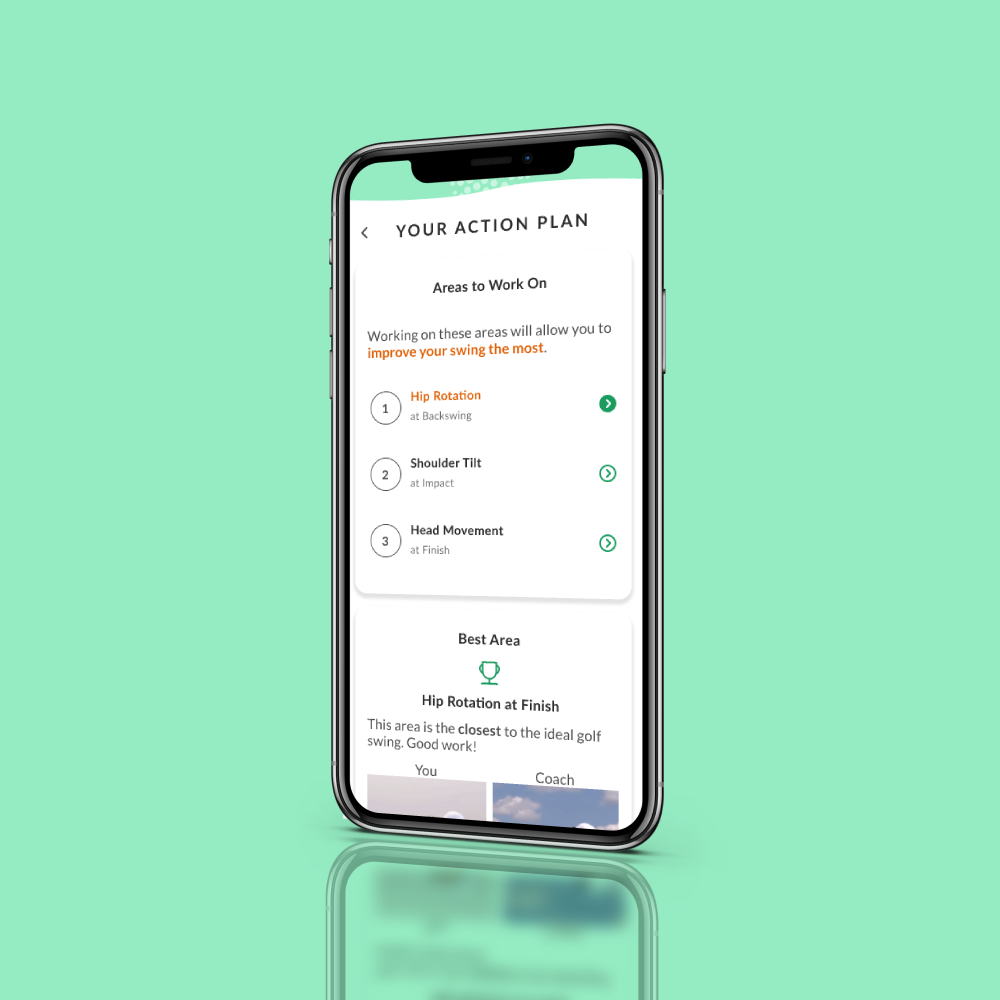 YOUR ACTION PLAN
Areas to Work On
Working on these areas will allow you to
improve your swing the most.
1
Hip Rotation
at Backswing
2
Shoulder Tilt
at Impact
3
Head Movement
at Finish
Best Area
Hip Rotation at Finish
This area is the closest to the ideal golf
swing. Good work!
You
Coach